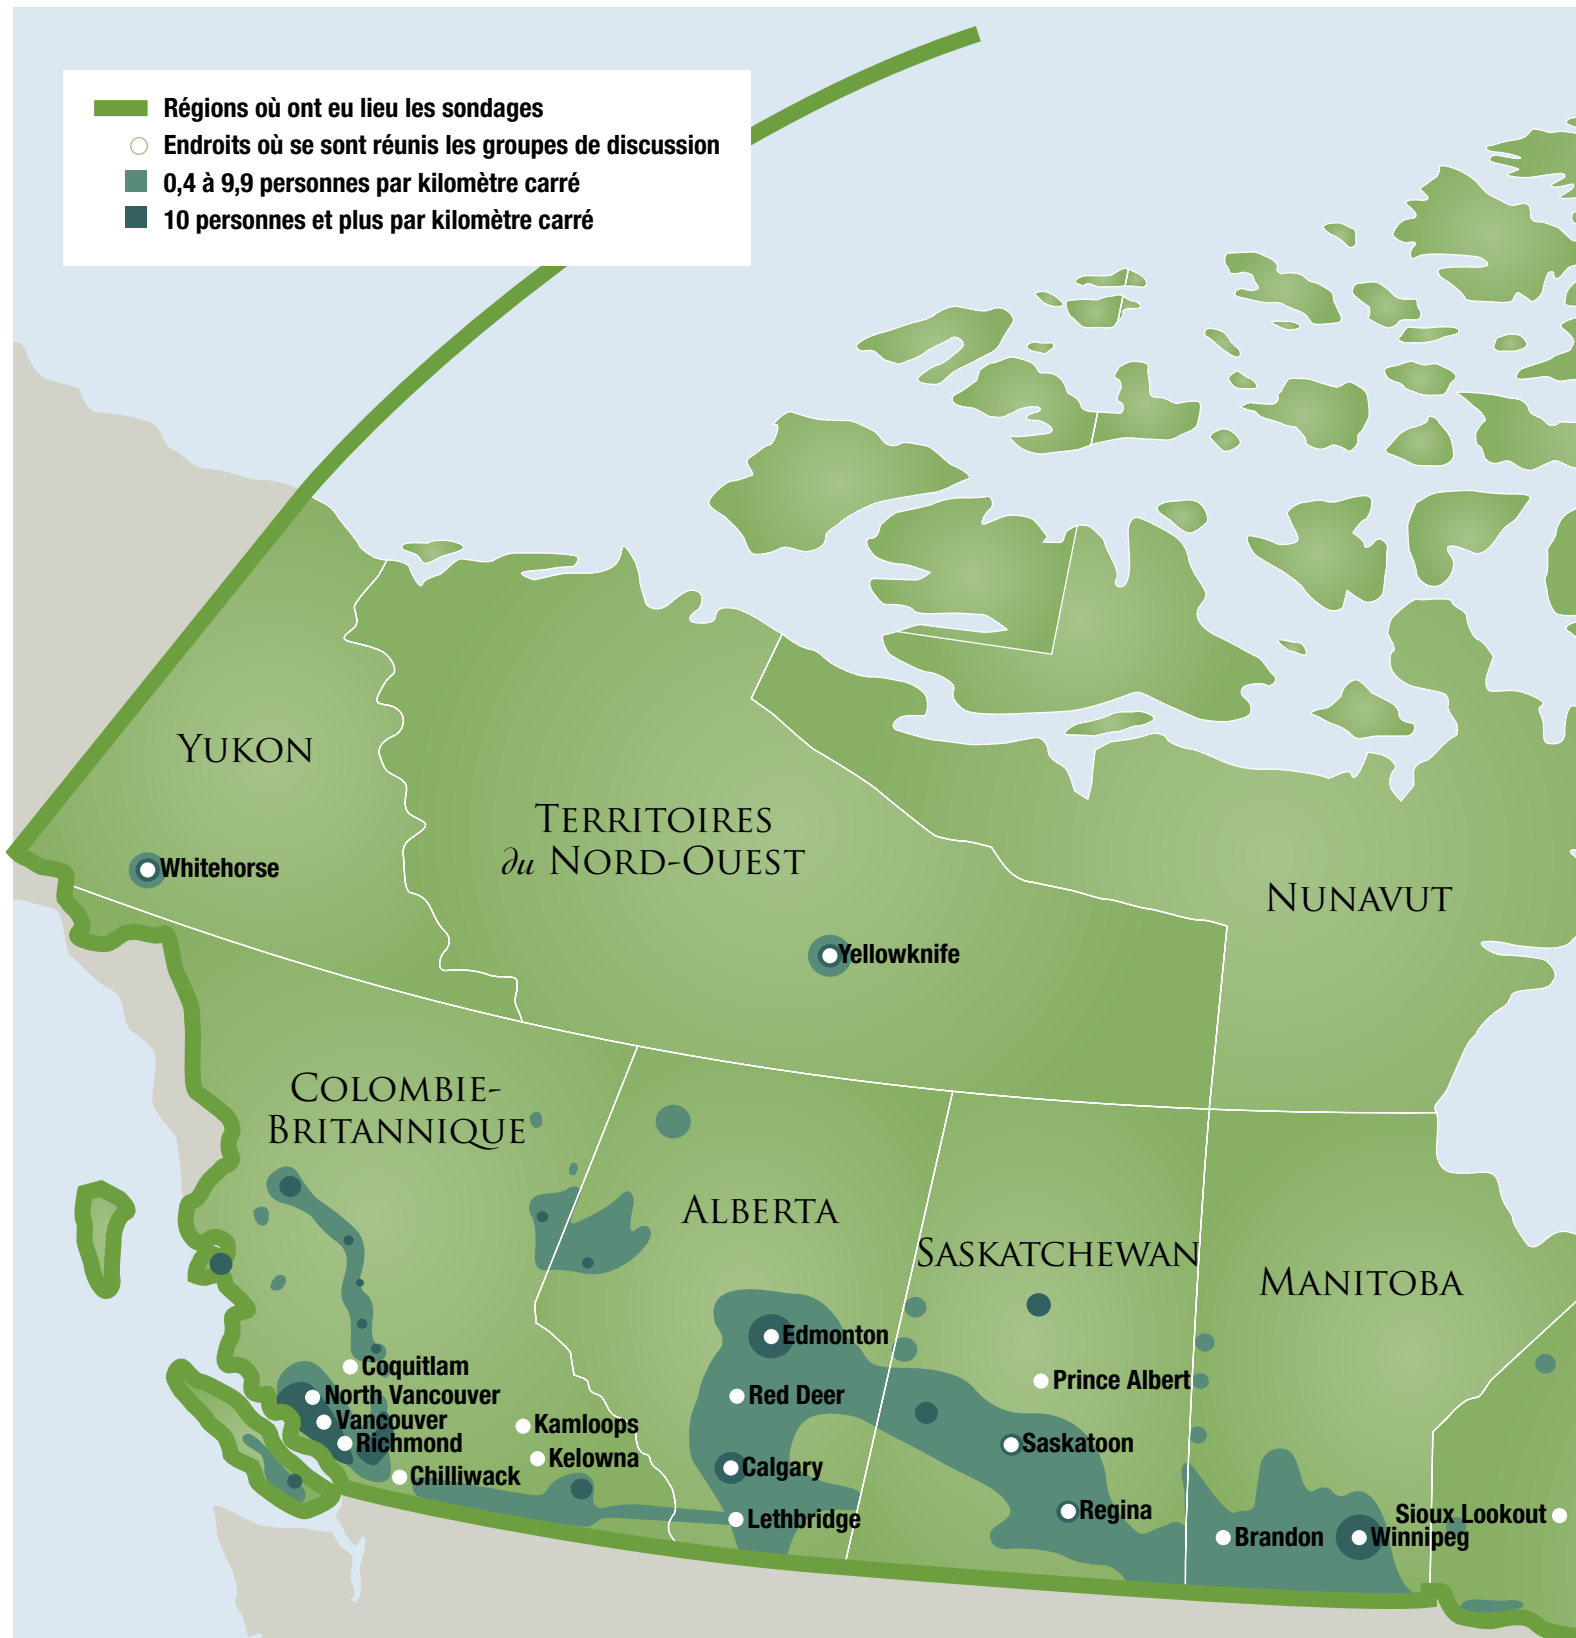 Régions où ont eu lieu les sondages
Endroits où se sont réunis les groupes de discussion
0,4 à 9,9 personnes par kilomètre carré
10 personnes et plus par kilomètre carré
Yukon
Territoires
du Nord-Ouest
Nunavut
Whitehorse
Yellowknife
Colombie-
Britannique
Alberta
Saskatchewan
Manitoba
Edmonton
Coquitlam
Prince Albert
North Vancouver
Red Deer
Vancouver
Kamloops
Richmond
Saskatoon
Kelowna
Calgary
Chilliwack
Regina
Lethbridge
Sioux Lookout
Brandon
Winnipeg